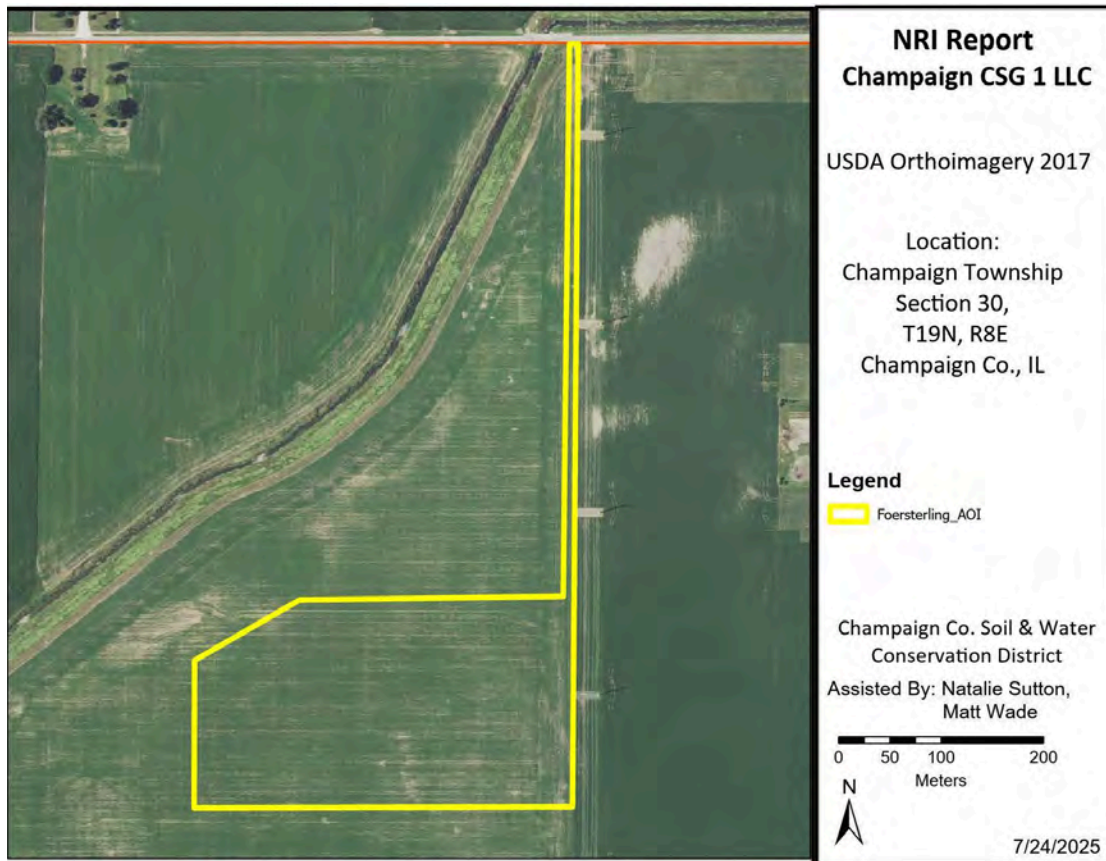 NRI Report
Champaign CSG 1 LLC
USDA Orthoimagery 2017
Location:
Champaign Township
Section 30,
T19N, R8E
Champaign Co., IL
Legend
Foersterling_AOI
Champaign Co. Soil & Water
Conservation District
Assisted By: Natalie Sutton,
Matt Wade
0 50 100 200
Meters
N
7/24/2025